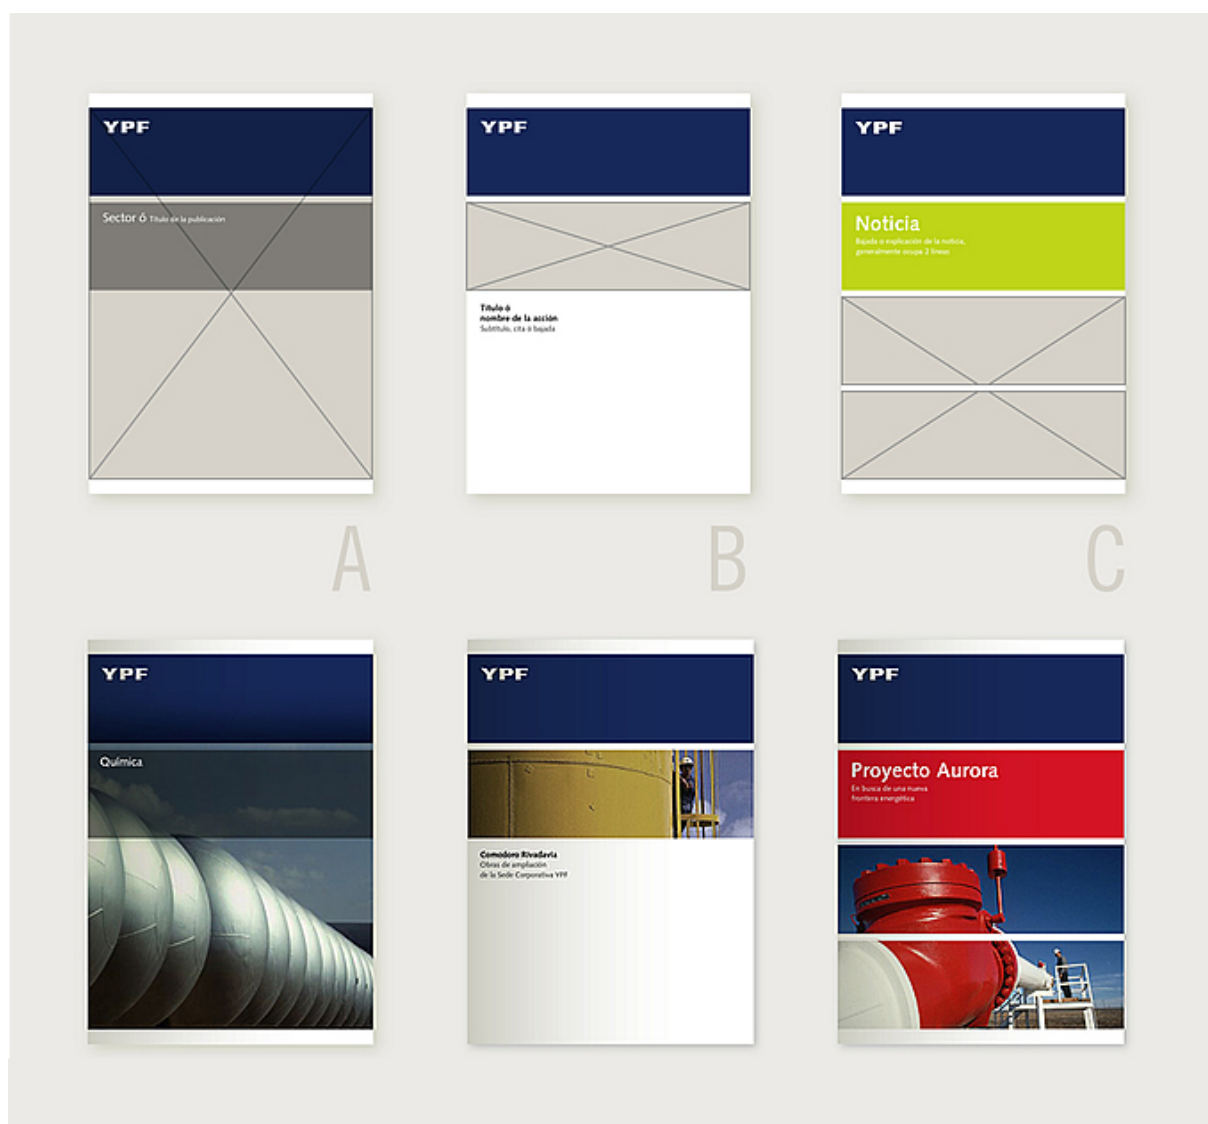 YPF
Sector ó Título de la publicación
YPF
Título ó
nombre de la acción
Subtítulo, cita ó bajada
YPF
Noticia
Bajada o explicación de la noticia,
generalmente ocupa 2 líneas
A
B
C
YPF
Química
YPF
Comodoro Rivadavia
Obras de ampliación
de la Sede Corporativa YPF
YPF
Proyecto Aurora
En busca de una nueva
frontera energética